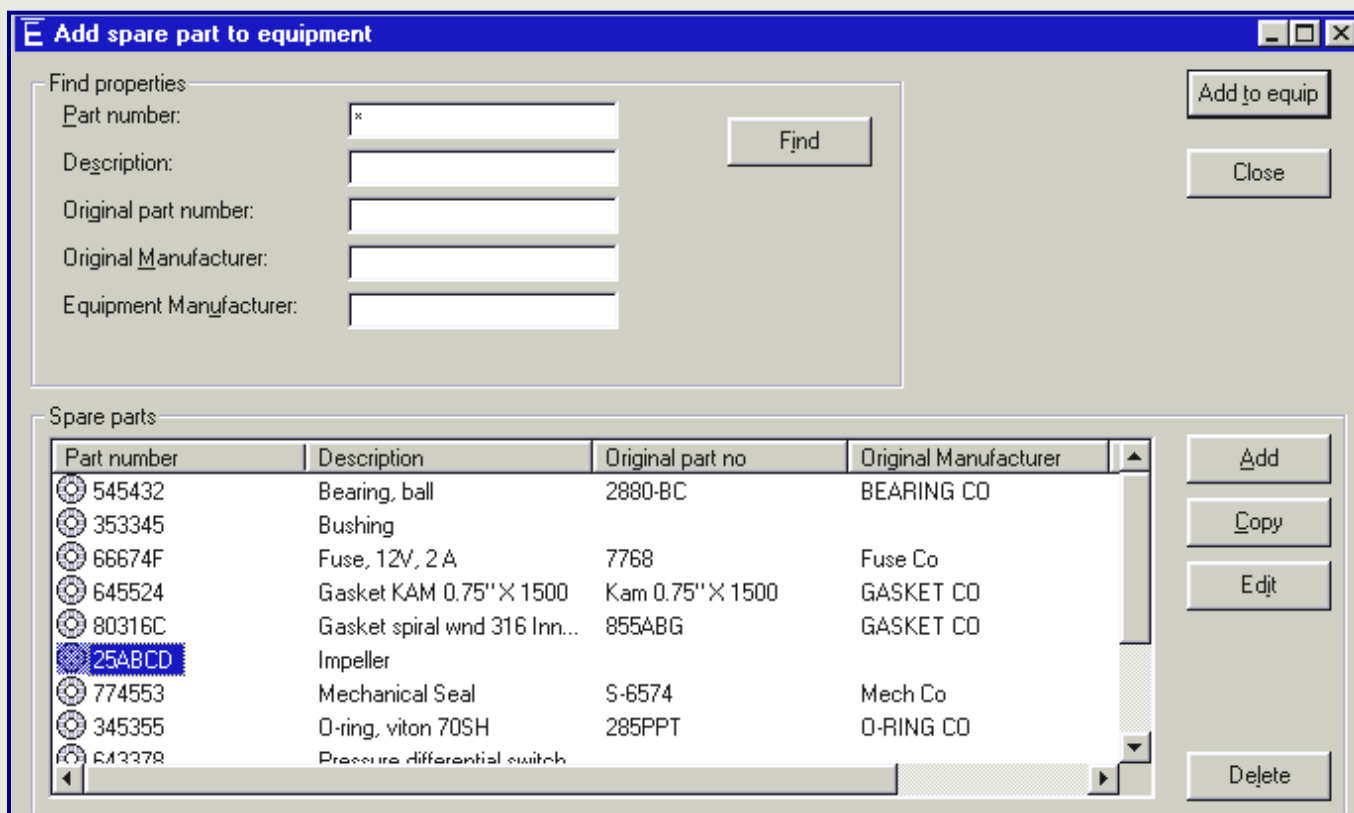 Add spare part to equipment
Find properties
Part number: *
Find
Add to equip
Description:
Close
Original part number:
Original Manufacturer:
Equipment Manufacturer:
Spare parts
Part number Description Original part no Original Manufacturer
545432 Bearing, ball 2880-BC BEARING CO
353345 Bushing
66674F Fuse, 12V, 2 A 7768 Fuse Co
645524 Gasket KAM 0.75" X 1500 Kam 0.75" X 1500 GASKET CO
80316C Gasket spiral wnd 316 Inn... 855ABG GASKET CO
25ABCD Impeller
774553 Mechanical Seal S-6574 Mech Co
345355 O-ring, viton 70SH 285PPT O-RING CO
643378 Pressure differential switch
Add
Copy
Edit
Delete